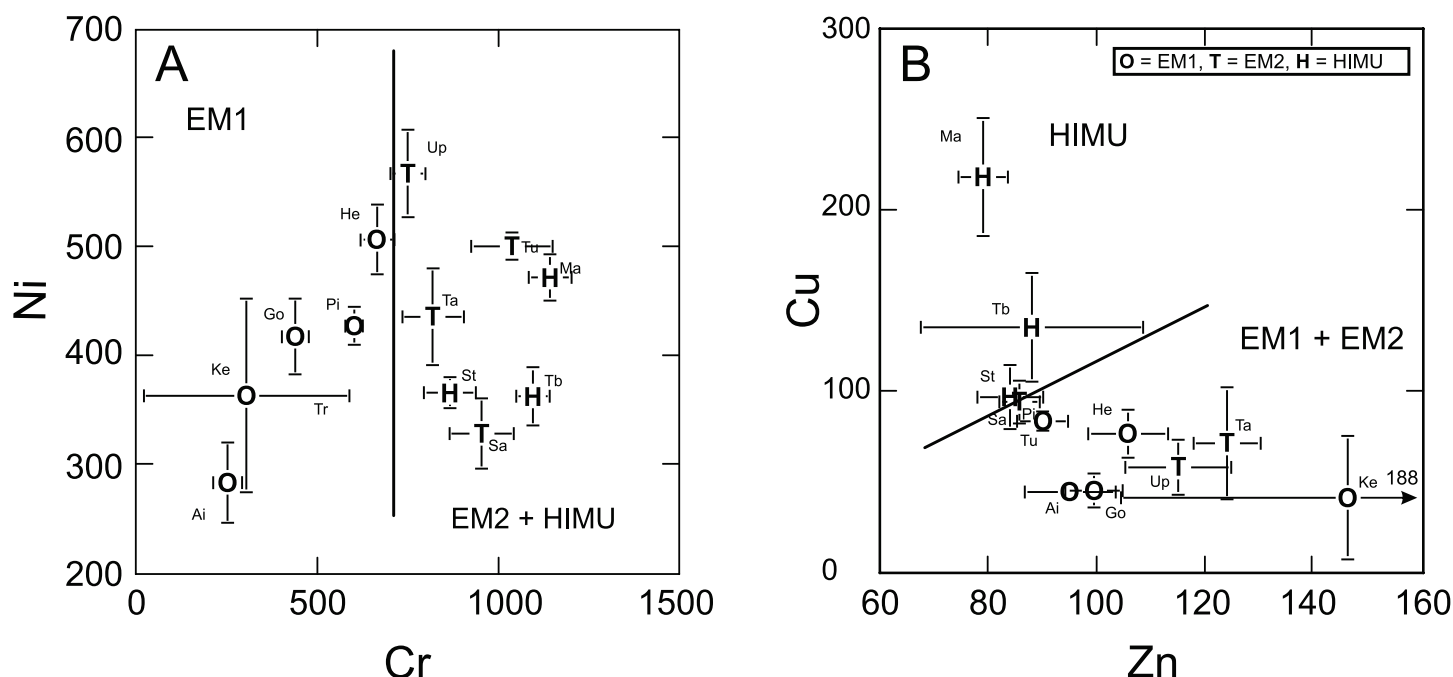 A
EM1
EM2 + HIMU
700
600
500
400
300
200
0
500
1000
1500
Ni
Cr
Up
T
He
O
T
Tu
Ma
H
Pi
O
Go
O
Ta
T
Ke
O
Tr
St
H
Tb
H
T
Sa
O
Ai
B
O = EM1, T = EM2, H = HIMU
HIMU
EM1 + EM2
300
200
100
0
60
80
100
120
140
160
Cu
Zn
Ma
H
Tb
H
St
H
T
Sa
Pi
O
Tu
He
O
Ta
T
Up
T
Ai
O
O
Go
Ke
O
188